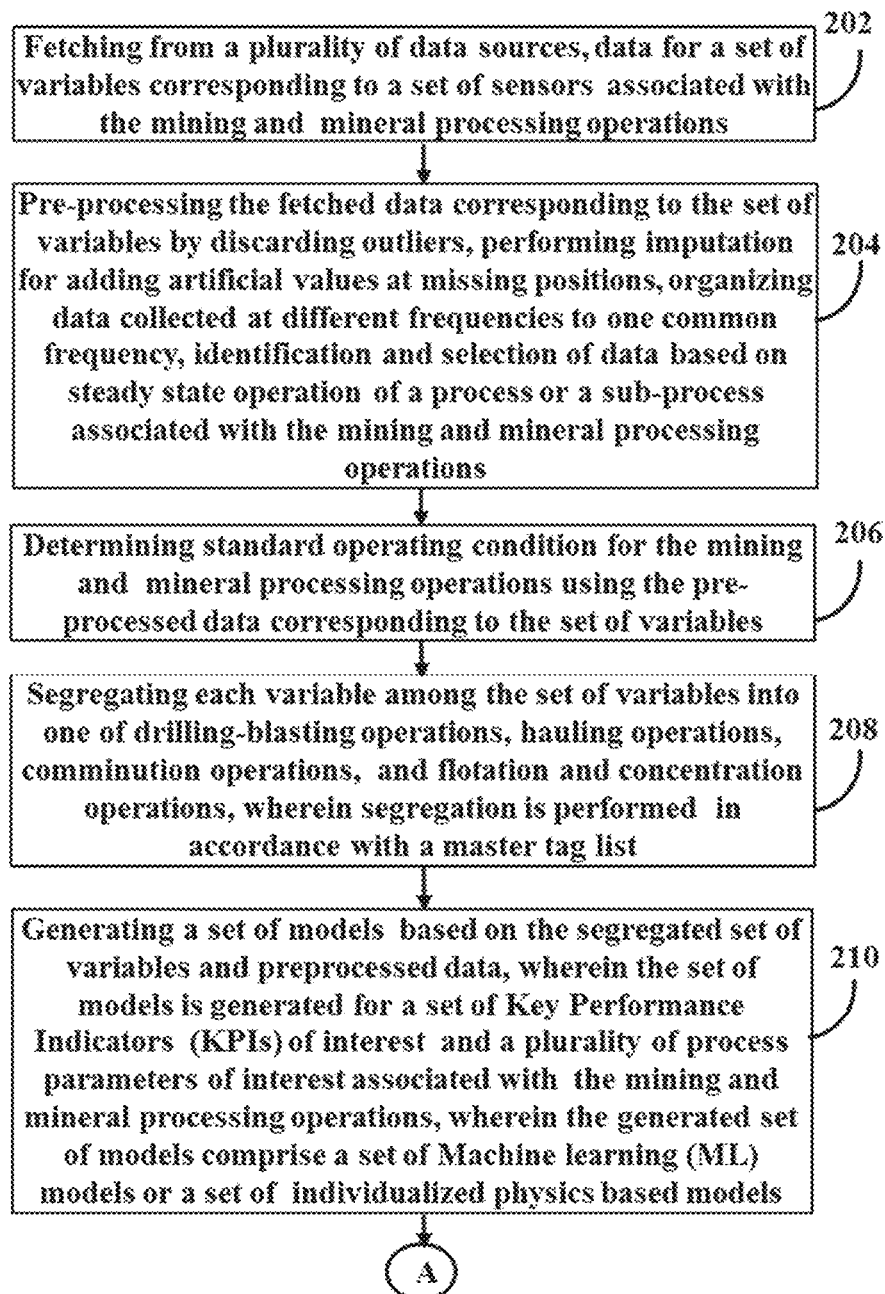 202
Fetching from a plurality of data sources, data for a set of
variables corresponding to a set of sensors associated with
the mining and mineral processing operations
Pre-processing the fetched data corresponding to the set of
variables by discarding outliers, performing imputation
for adding artificial values at missing positions, organizing
data collected at different frequencies to one common
frequency, identification and selection of data based on
steady state operation of a process or a sub-process
associated with the mining and mineral processing
operations
204
Determining standard operating condition for the mining
and mineral processing operations using the pre-
processed data corresponding to the set of variables
206
Segregating each variable among the set of variables into
one of drilling-blasting operations, hauling operations,
comminution operations, and flotation and concentration
operations, wherein segregation is performed in
accordance with a master tag list
208
Generating a set of models based on the segregated set of
variables and preprocessed data, wherein the set of
models is generated for a set of Key Performance
Indicators (KPIs) of interest and a plurality of process
parameters of interest associated with the mining and
mineral processing operations, wherein the generated set
of models comprise a set of Machine learning (ML)
models or a set of individualized physics based models
210
A